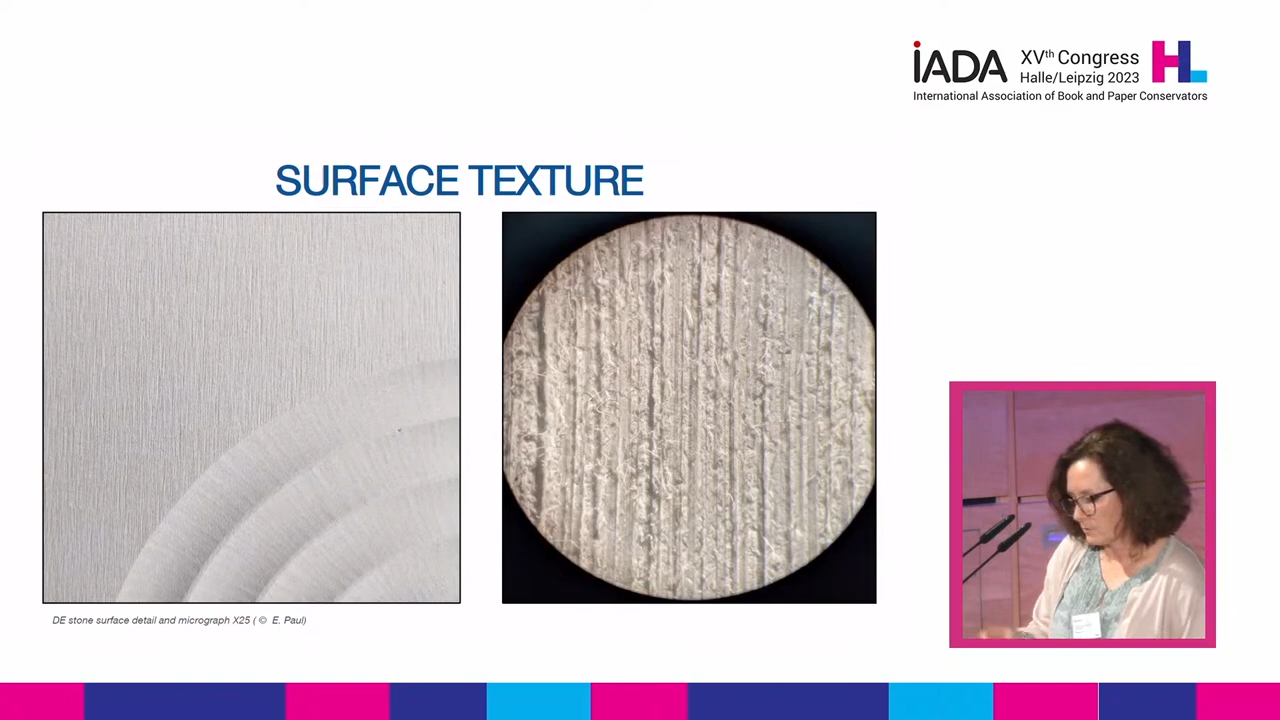 iADA
XVth Congress
Halle/Leipzig 2023
HL
International Association of Book and Paper Conservators
SURFACE TEXTURE
DE stone surface detail and micrograph X25 ( © E. Paul)